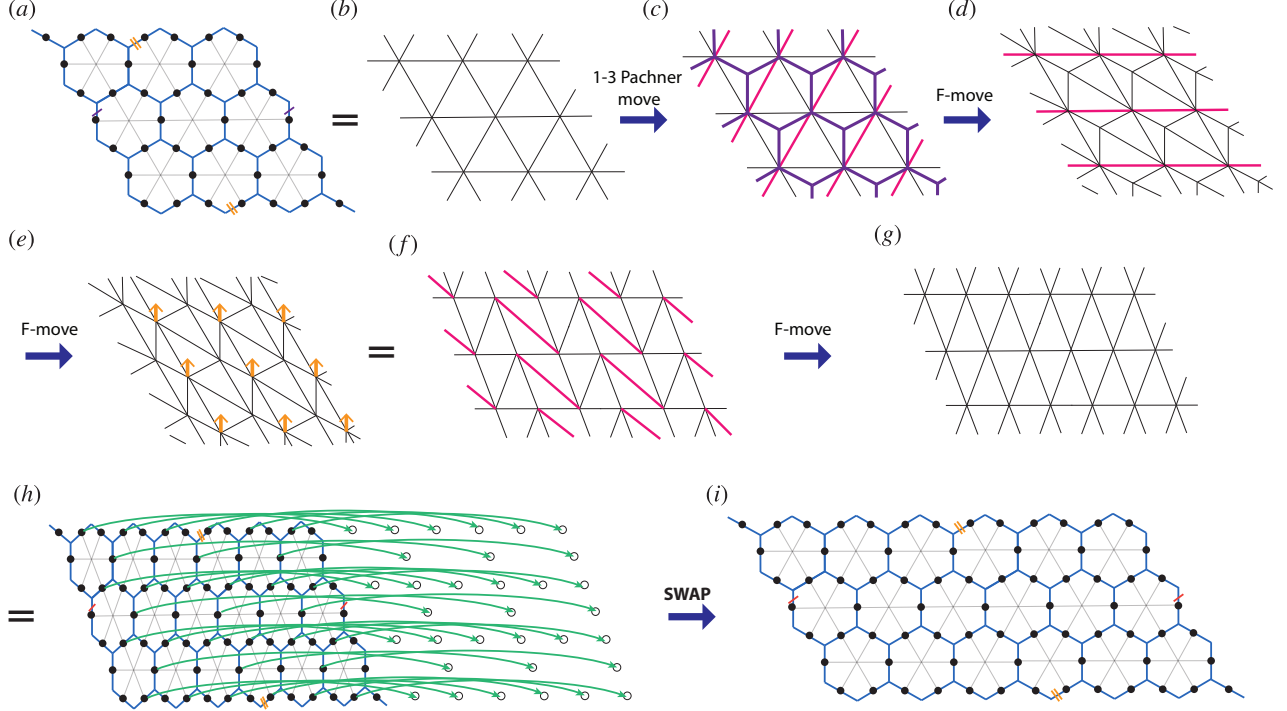 (a)
(b)
(c)
(d)
=
1-3 Pachner
move
F-move
(e)
(f)
(g)
F-move
=
F-move
(h)
(i)
=
SWAP